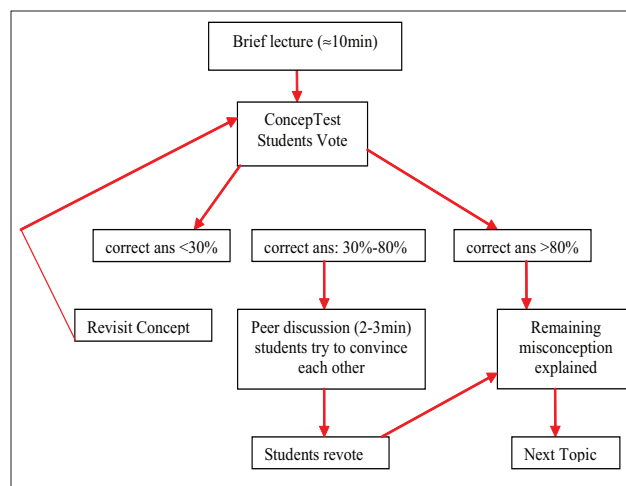 Brief lecture (≈10min)
ConcepTest
Students Vote
correct ans <30%
correct ans: 30%-80%
correct ans >80%
Revisit Concept
Peer discussion (2-3min)
students try to convince
each other
Remaining
misconception
explained
Students revote
Next Topic